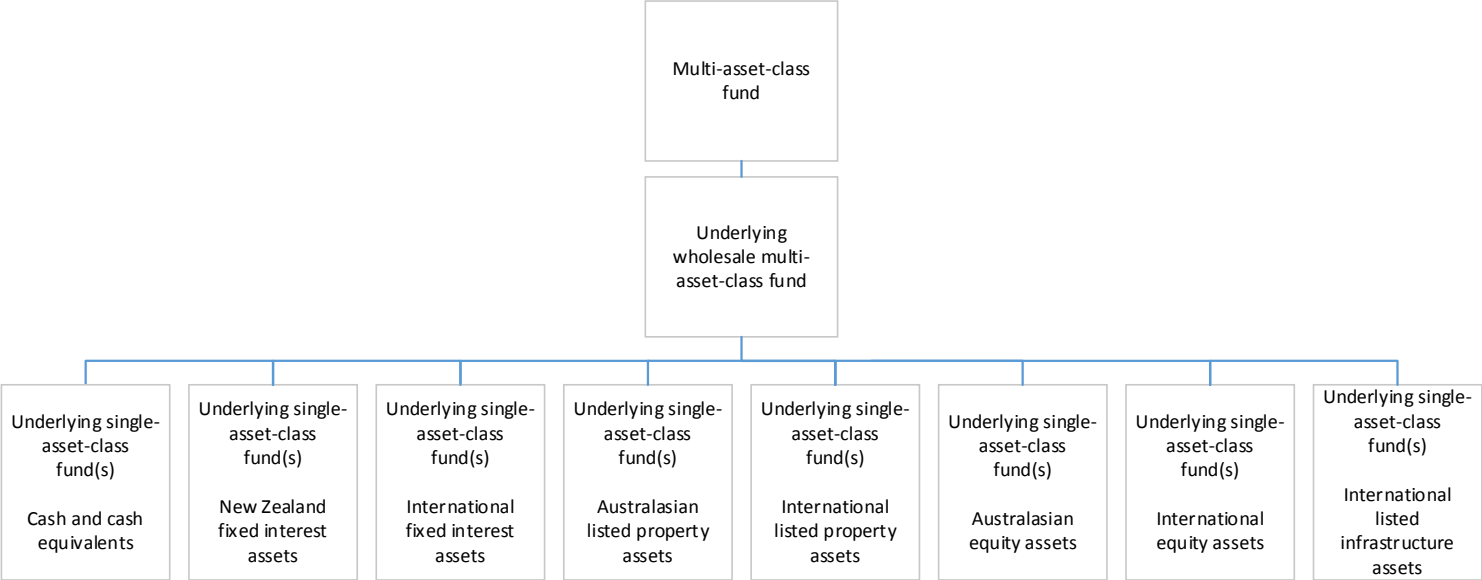 Multi-asset-class
fund
Underlying
wholesale multi-
asset-class fund
Underlying single-
asset-class
fund(s)
Cash and cash
equivalents
Underlying single-
asset-class
fund(s)
New Zealand
fixed interest
assets
Underlying single-
asset-class
fund(s)
International
fixed interest
assets
Underlying single-
asset-class
fund(s)
Australasian
listed property
assets
Underlying single-
asset-class
fund(s)
International
listed property
assets
Underlying single-
asset-class
fund(s)
Australasian
equity assets
Underlying single-
asset-class
fund(s)
International
equity assets
Underlying single-
asset-class
fund(s)
International
listed
infrastructure
assets